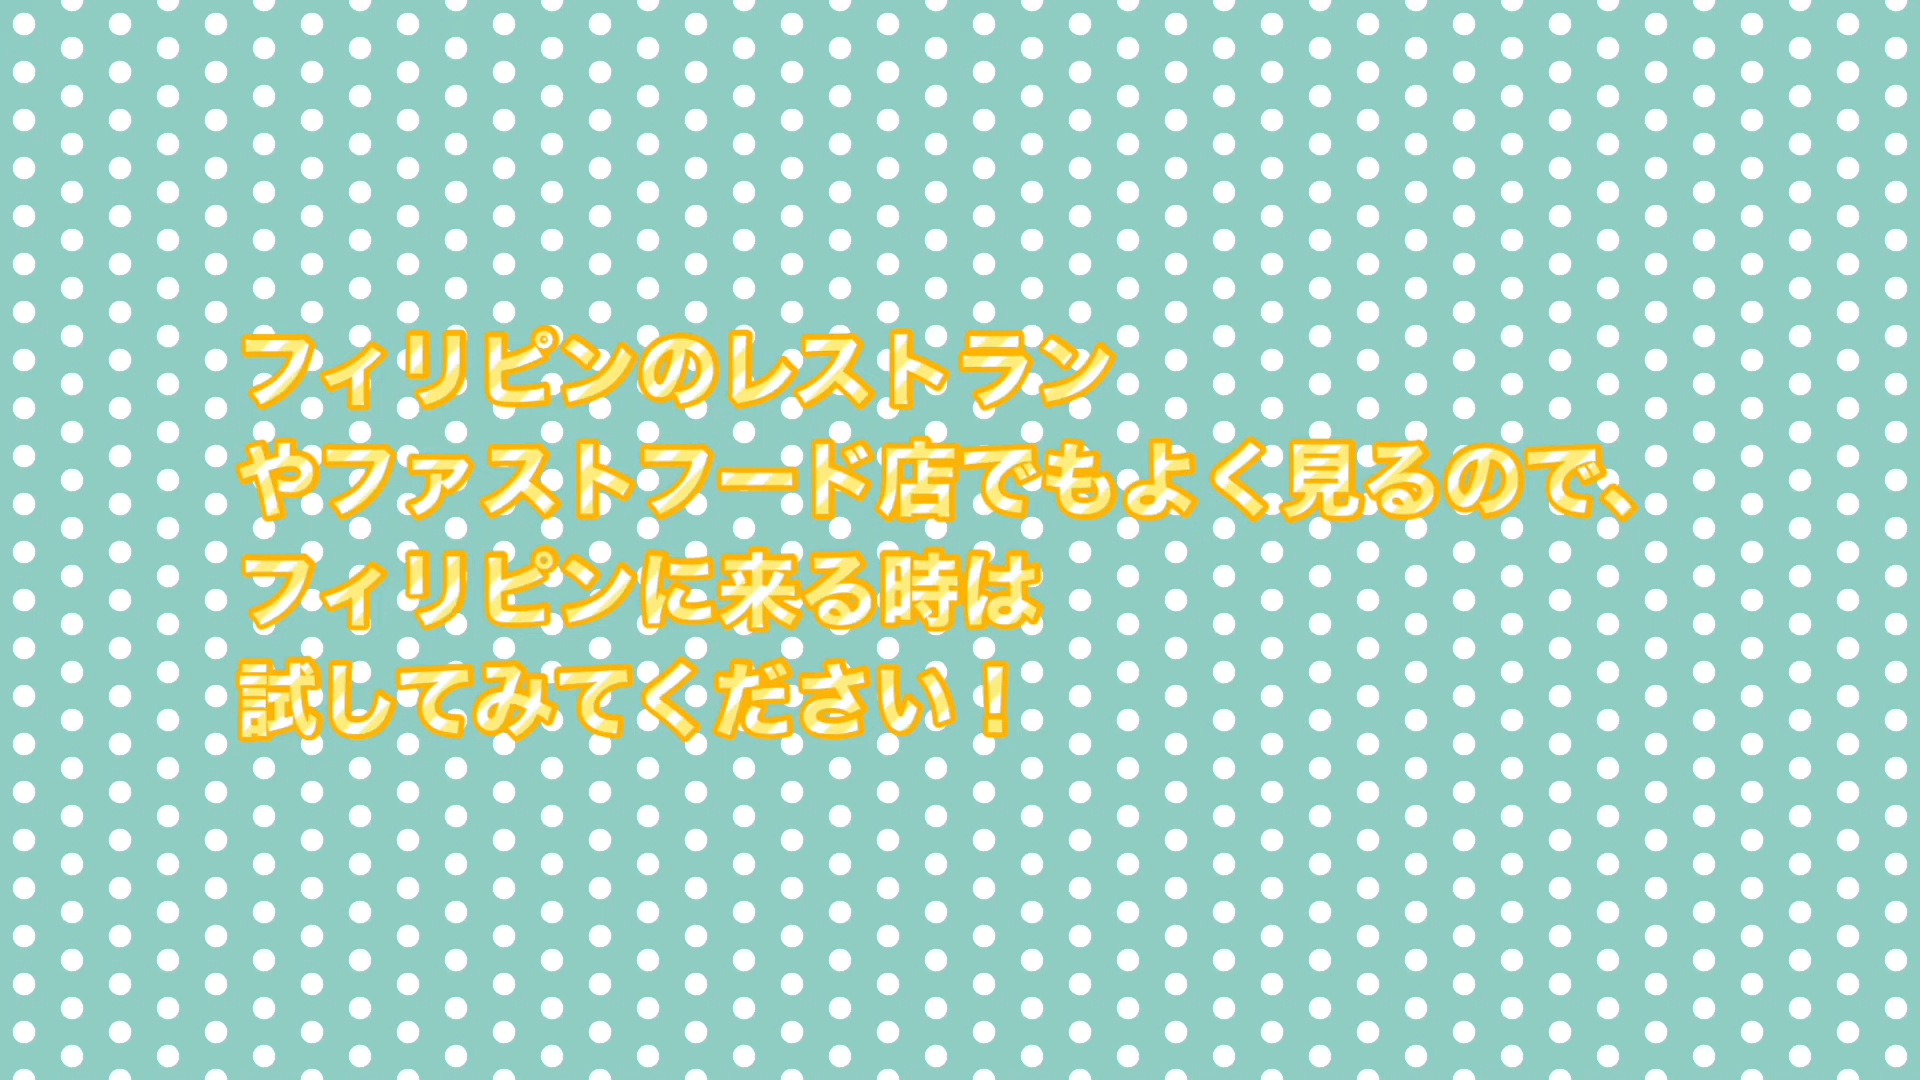 フィリピンのレストラン
やファストフード店でもよく見るので、
フィリピンに来る時は
試してみてください！